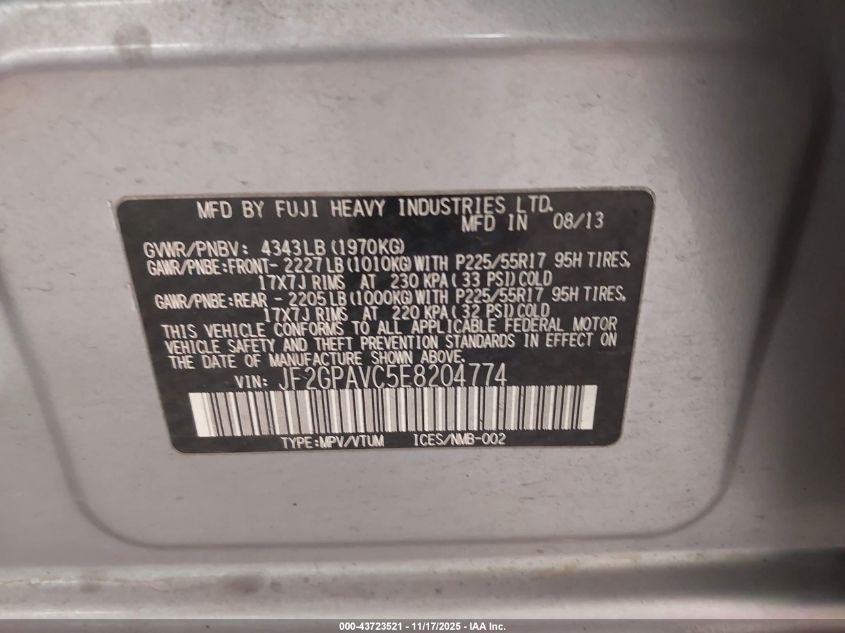 MFD BY FUJI HEAVY INDUSTRIES LTD.
MFD IN 08/13
GVWR/PNBV: 4343LB (1970KG)
GAWR/PNBE:FRONT- 2227LB(1010KG)WITH P225/55R17 95H TIRES,
17X7J RIMS AT 230 KPA( 33 PSI)COLD
GAWR/PNBE:REAR - 2205LB(1000KG)WITH P225/55R17 95H TIRES,
17X7J RIMS AT 220 KPA( 32 PSI)COLD
THIS VEHICLE CONFORMS TO ALL APPLICABLE FEDERAL MOTOR
VEHICLE SAFETY AND THEFT PREVENTION STANDARDS IN EFFECT ON
THE DATE OF MANUFACTURE SHOWN ABOVE.
VIN: JF2GPAVC5E8204774
TYPE:MPV/VTUM ICES/NMB-002
000-43723521 - 11/17/2025 - IAA Inc.